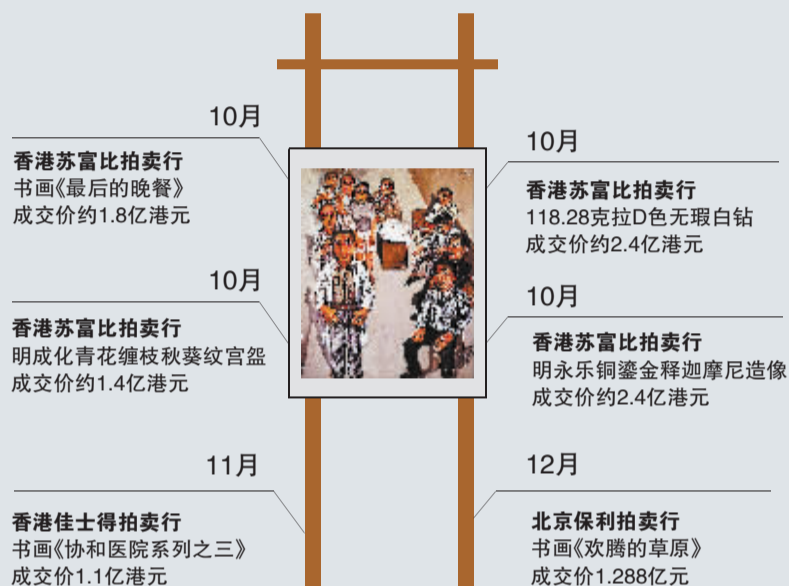 10月
香港苏富比拍卖行
书画《最后的晚餐》
成交价约1.8亿港元
10月
香港苏富比拍卖行
118.28克拉D色无瑕白钻
成交价约2.4亿港元
10月
香港苏富比拍卖行
明成化青花缠枝秋葵纹宫盌
成交价约1.4亿港元
10月
香港苏富比拍卖行
明永乐铜鎏金释迦摩尼造像
成交价约2.4亿港元
11月
香港佳士得拍卖行
书画《协和医院系列之三》
成交价1.1亿港元
12月
北京保利拍卖行
书画《欢腾的草原》
成交价1.288亿元